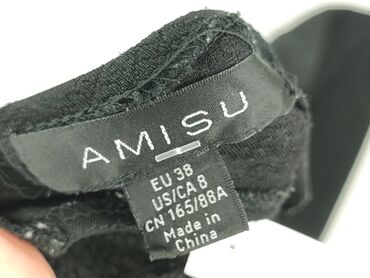 AMISU
EU 38
US/CA 8
CN 165/88A
Made in
China